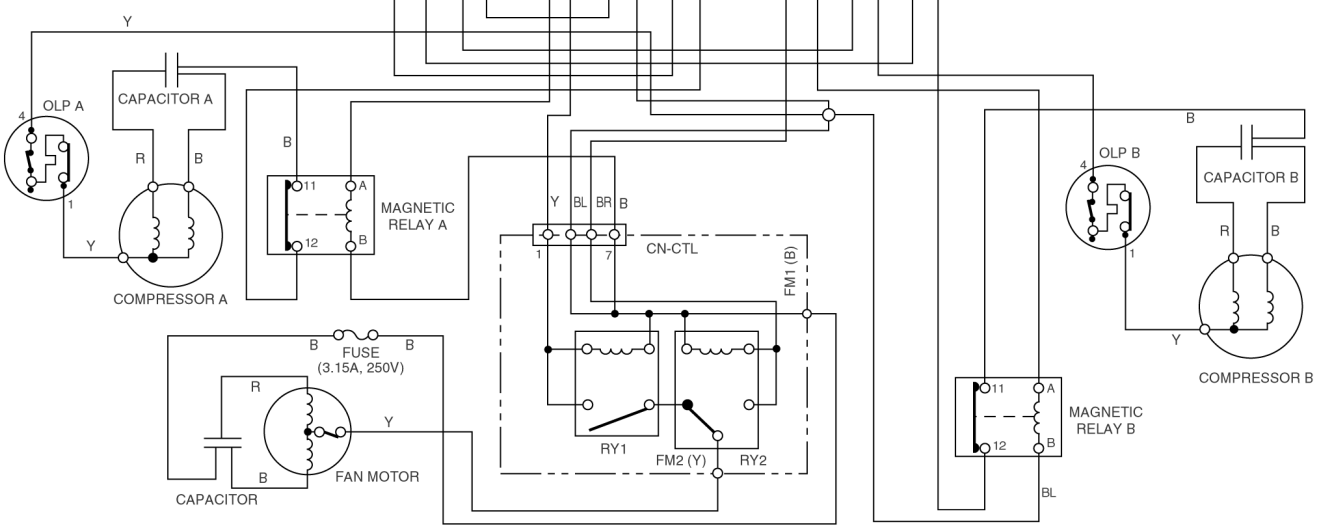 Y
CAPACITOR A
OLP A
4
B
R
B
1
Y
COMPRESSOR A
11
A
12
B
MAGNETIC
RELAY A
Y
BL
BR
B
1
7
CN-CTL
FM1 (B)
B
FUSE
B
(3.15A, 250V)
R
Y
B
FAN MOTOR
CAPACITOR
RY1
FM2 (Y)
RY2
B
OLP B
4
CAPACITOR B
R
B
1
Y
COMPRESSOR B
11
A
12
B
MAGNETIC
RELAY B
BL